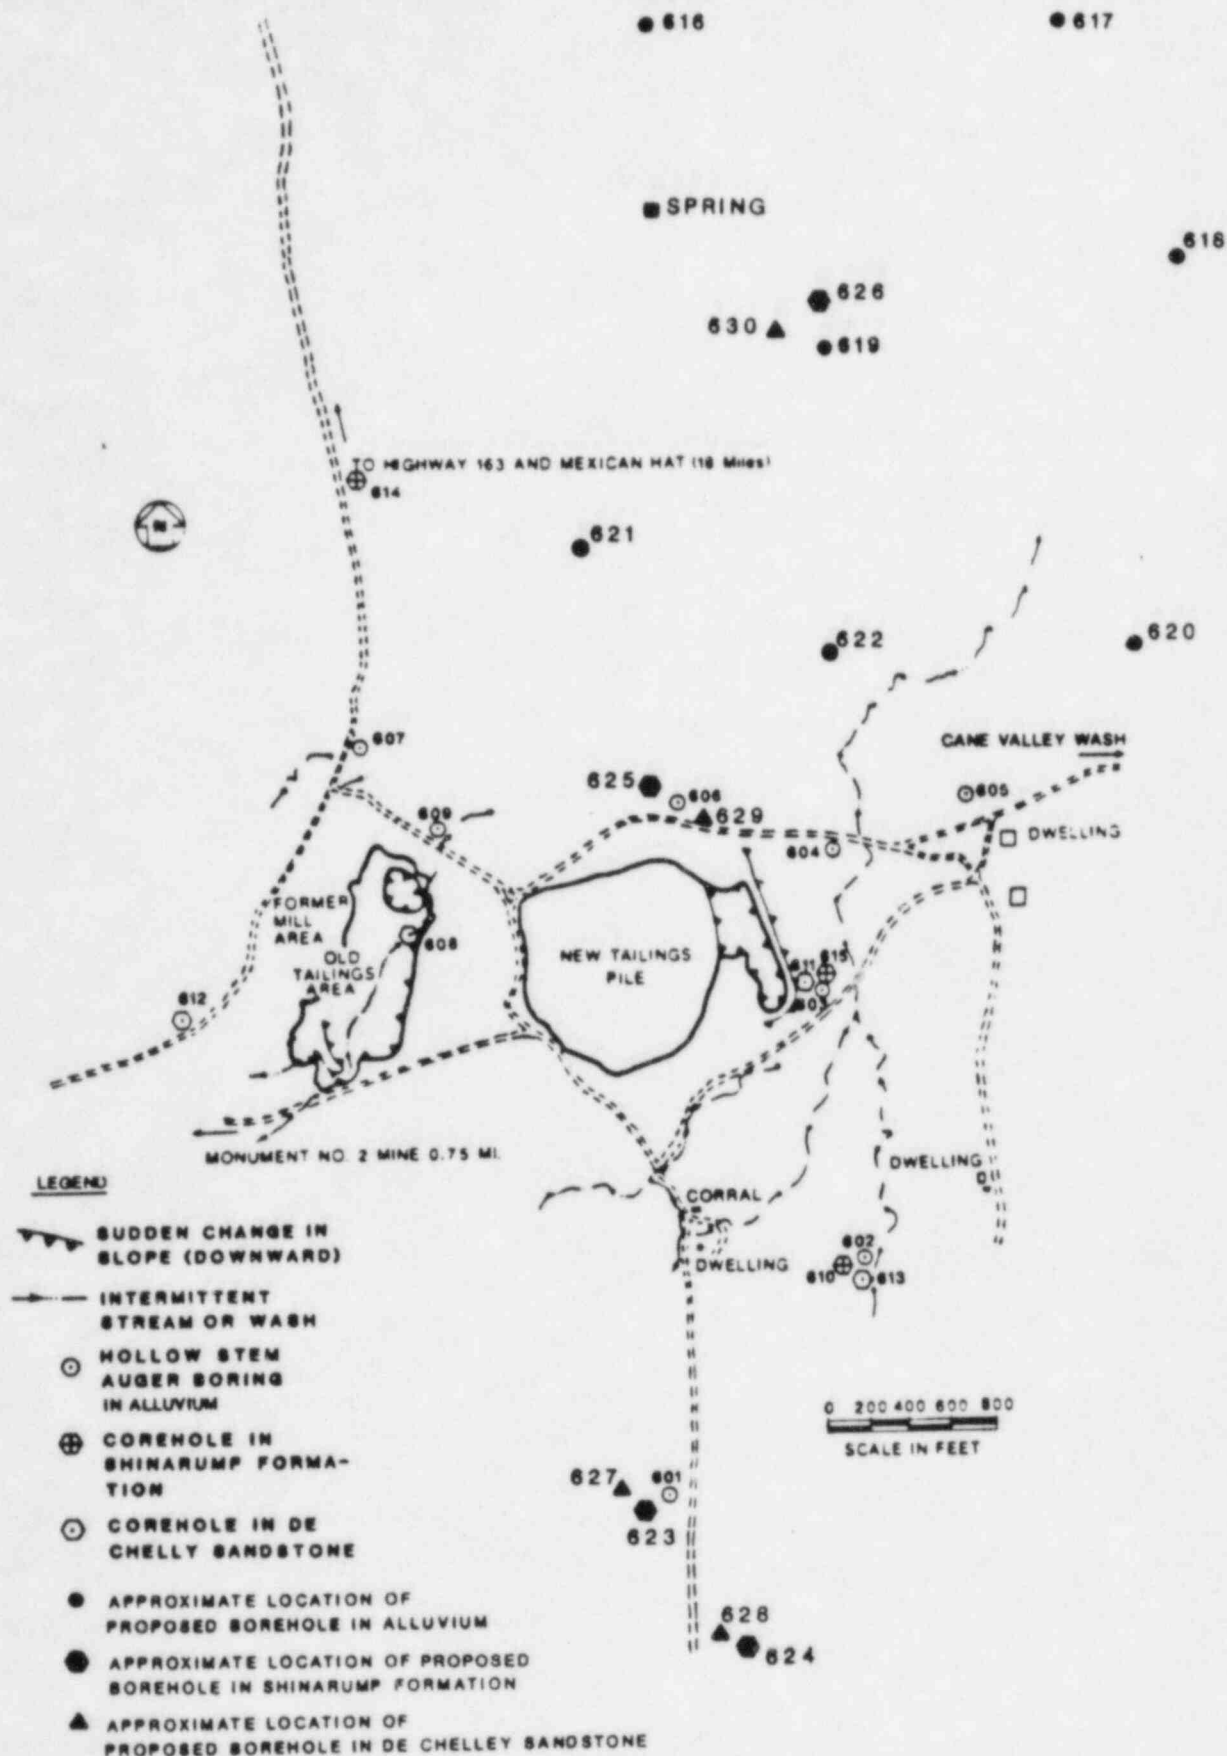 616
617
SPRING
618
626
630
619
TO HIGHWAY 163 AND MEXICAN HAT (16 Miles)
614
N
621
622
620
607
CANE VALLEY WASH
625
606
605
629
609
604
DWELLING
FORMER
MILL
AREA
608
OLD
TAILINGS
AREA
NEW TAILINGS
PILE
611
615
603
612
MONUMENT NO. 2 MINE 0.75 MI.
DWELLING
CORRAL
DWELLING
602
610
613
LEGEND
SUDDEN CHANGE IN
SLOPE (DOWNWARD)
INTERMITTENT
STREAM OR WASH
HOLLOW STEM
AUGER BORING
IN ALLUVIUM
COREHOLE IN
SHINARUMP FORMA-
TION
COREHOLE IN DE
CHELLY SANDSTONE
APPROXIMATE LOCATION OF
PROPOSED BOREHOLE IN ALLUVIUM
APPROXIMATE LOCATION OF PROPOSED
BOREHOLE IN SHINARUMP FORMATION
APPROXIMATE LOCATION OF
PROPOSED BOREHOLE IN DE CHELLEY SANDSTONE
0 200 400 600 800
SCALE IN FEET
627
601
623
628
624